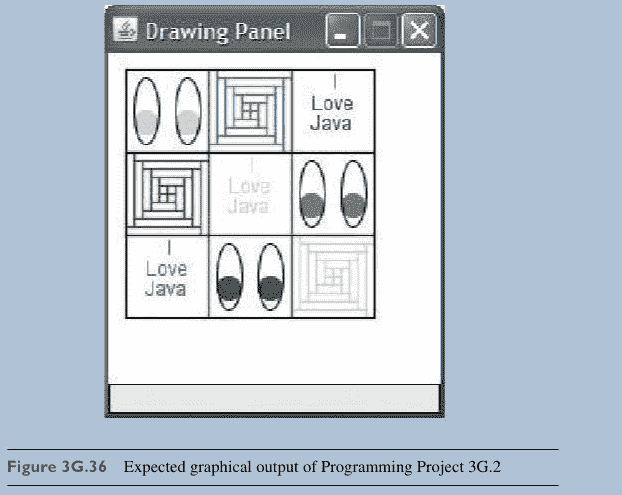 Drawing Panel
I
Love
Java
I
Love
Java
I
Love
Java
Figure 3G.36 Expected graphical output of Programming Project 3G.2